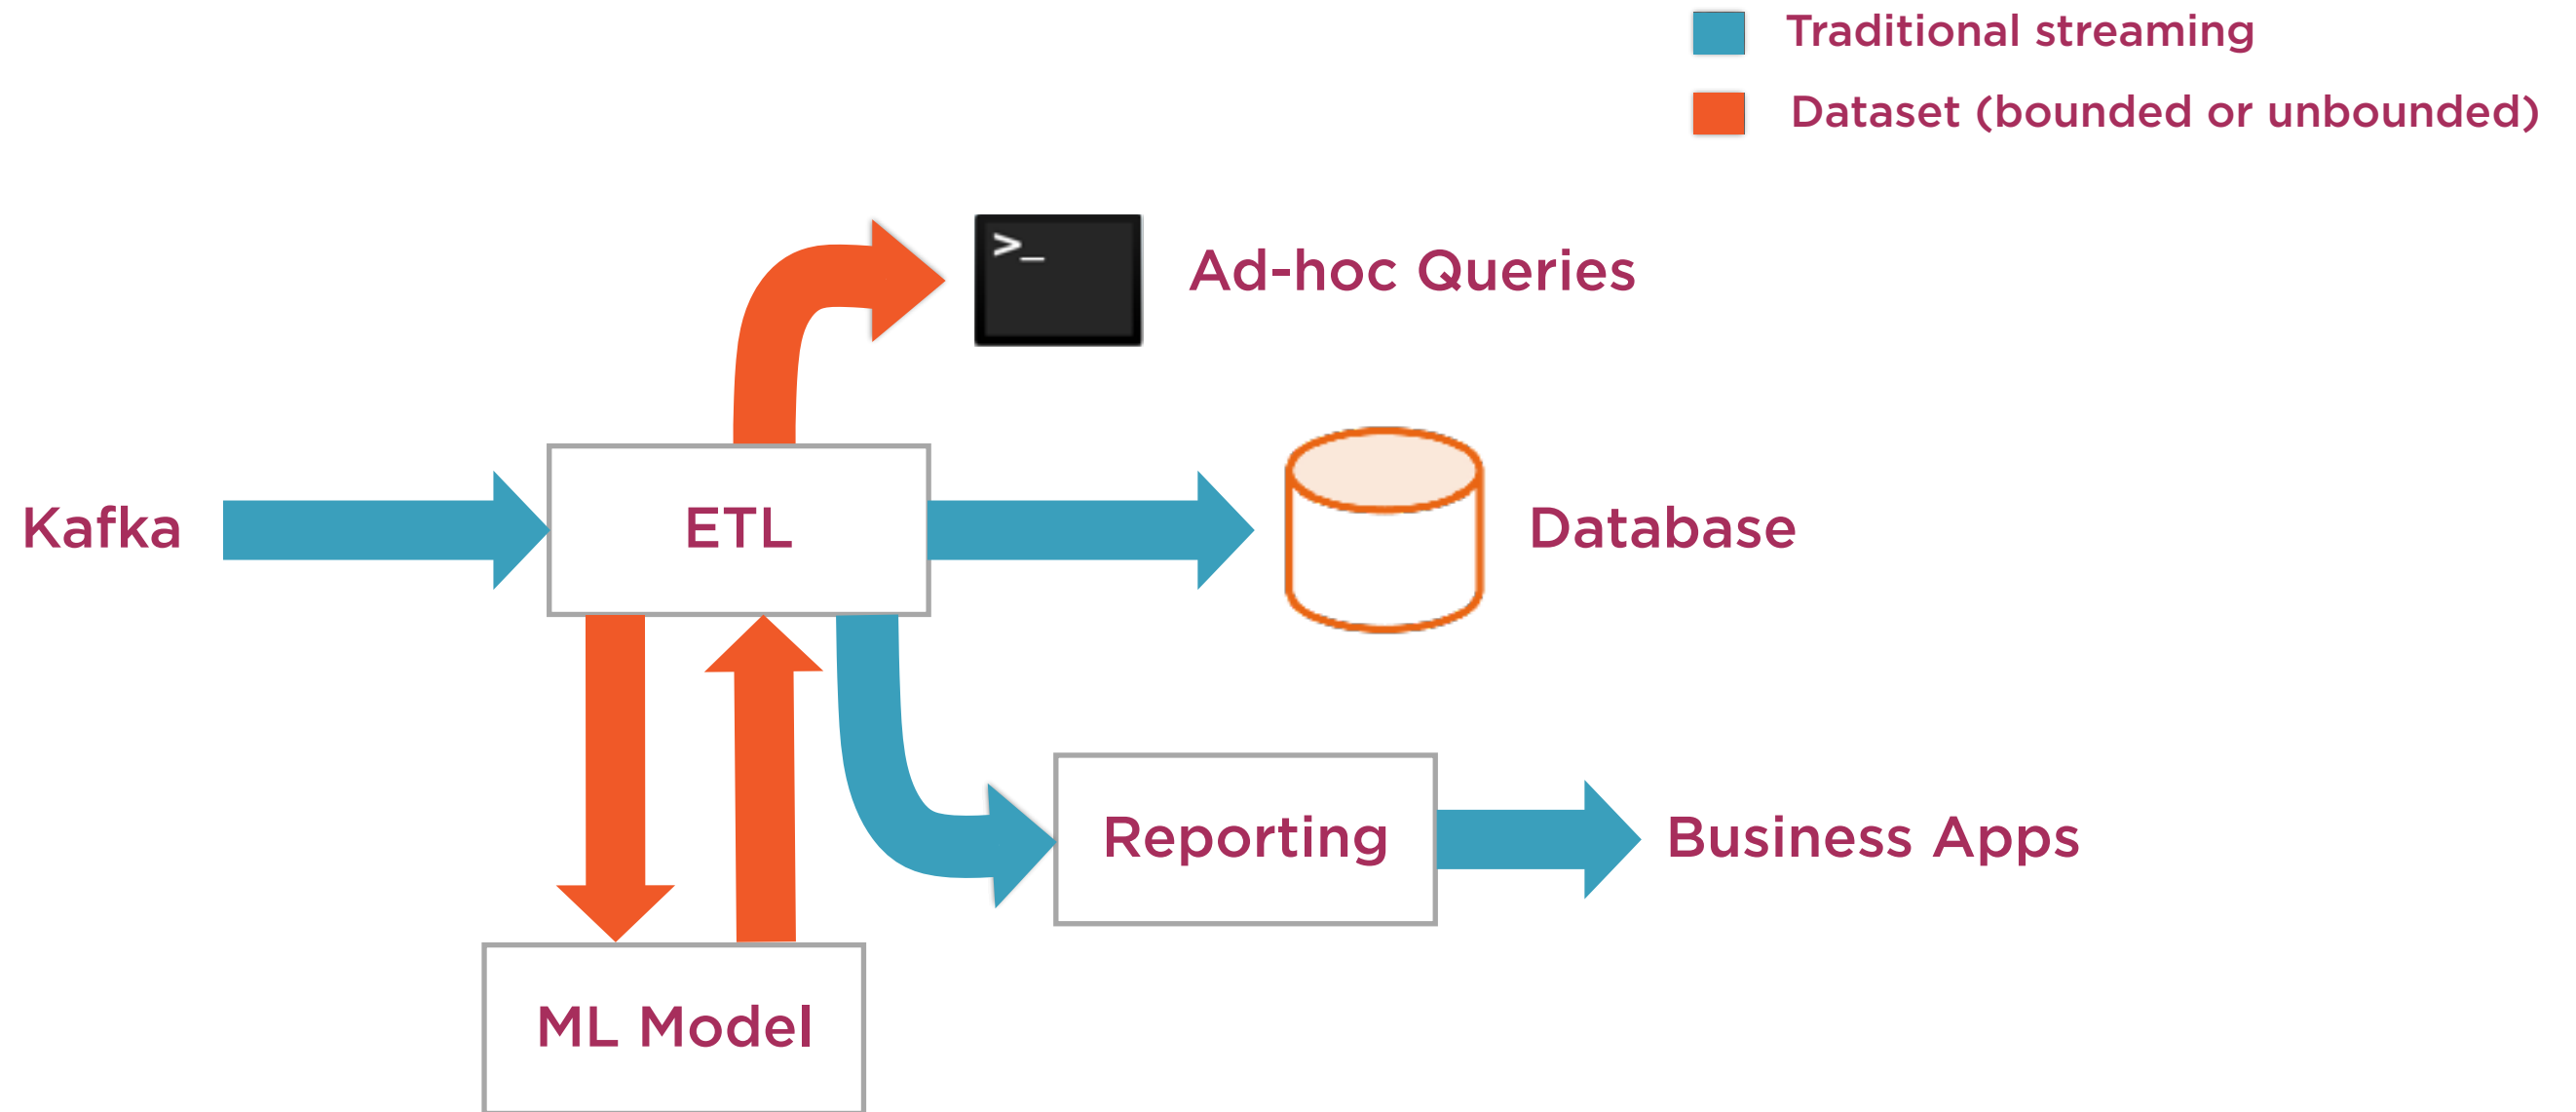 Traditional streaming
Dataset (bounded or unbounded)
>_
Ad-hoc Queries
Kafka
ETL
Database
Reporting
Business Apps
ML Model